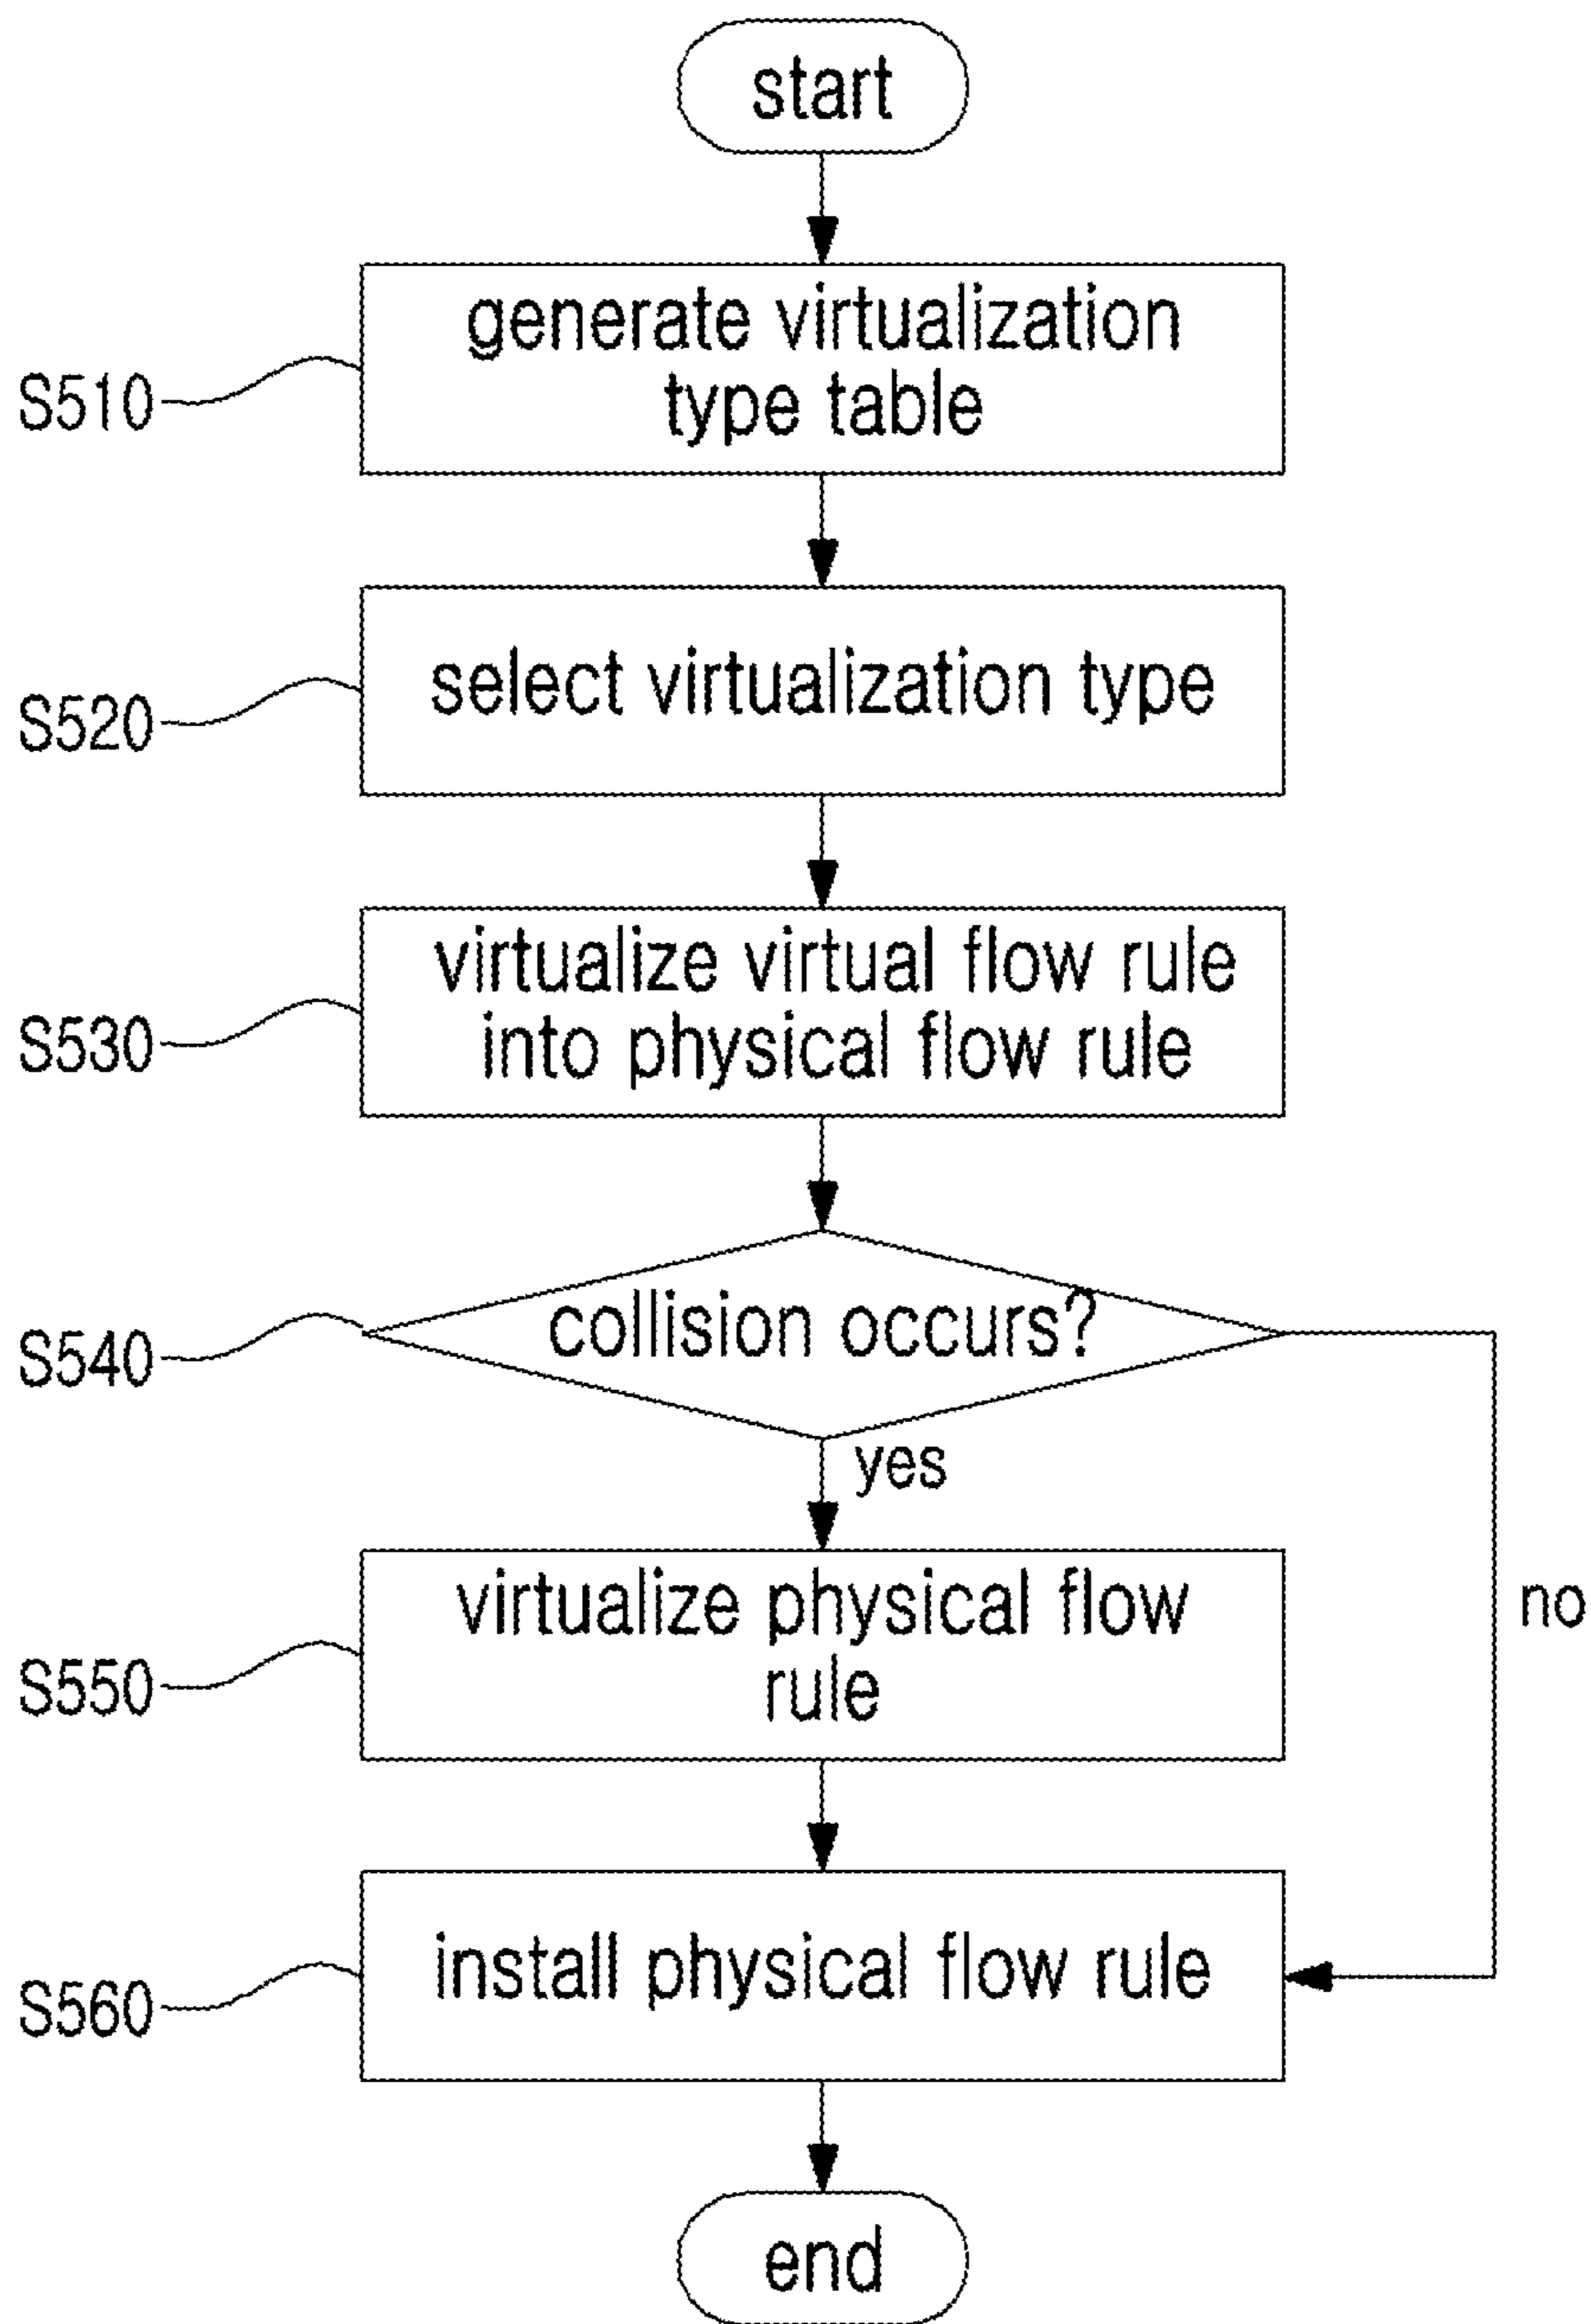 start
generate virtualization
type table
S510
select virtualization type
S520
virtualize virtual flow rule
into physical flow rule
S530
collision occurs?
S540
yes
no
virtualize physical flow
rule
S550
install physical flow rule
S560
end